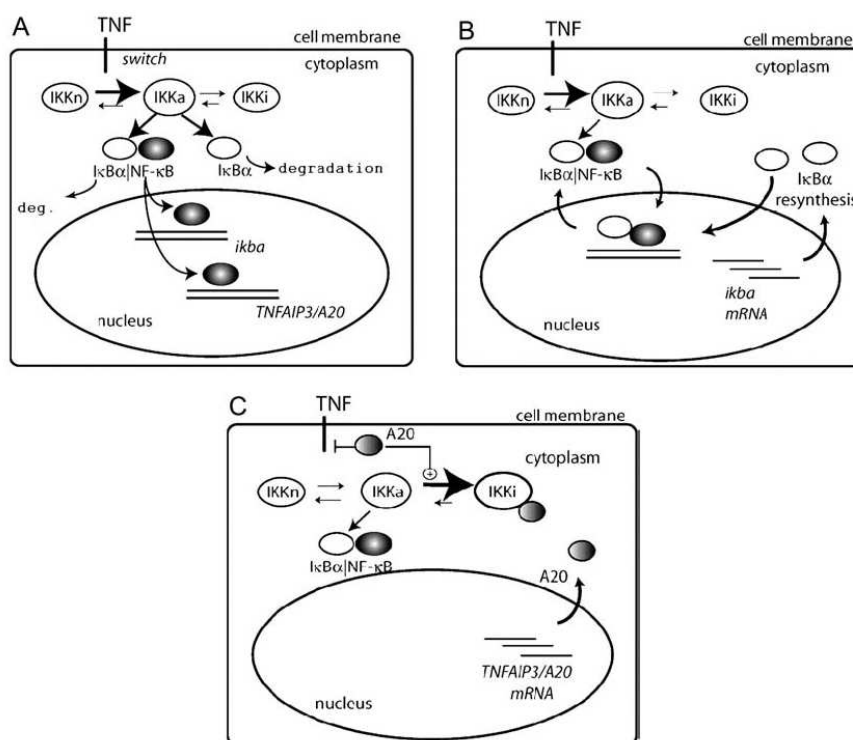 A
TNF
cell membrane
switch
cytoplasm
IKKn
IKKa
IKKi
IκBα|NF-κB
IκBα
degradation
deg.
ikba
TNFAIP3/A20
nucleus
B
TNF
cell membrane
cytoplasm
IKKn
IKKa
IKKi
IκBα|NF-κB
IκBα
resynthesis
ikba
mRNA
nucleus
C
TNF
cell membrane
A20
cytoplasm
+
IKKn
IKKa
IKKi
IκBα|NF-κB
A20
TNFAIP3/A20
mRNA
nucleus